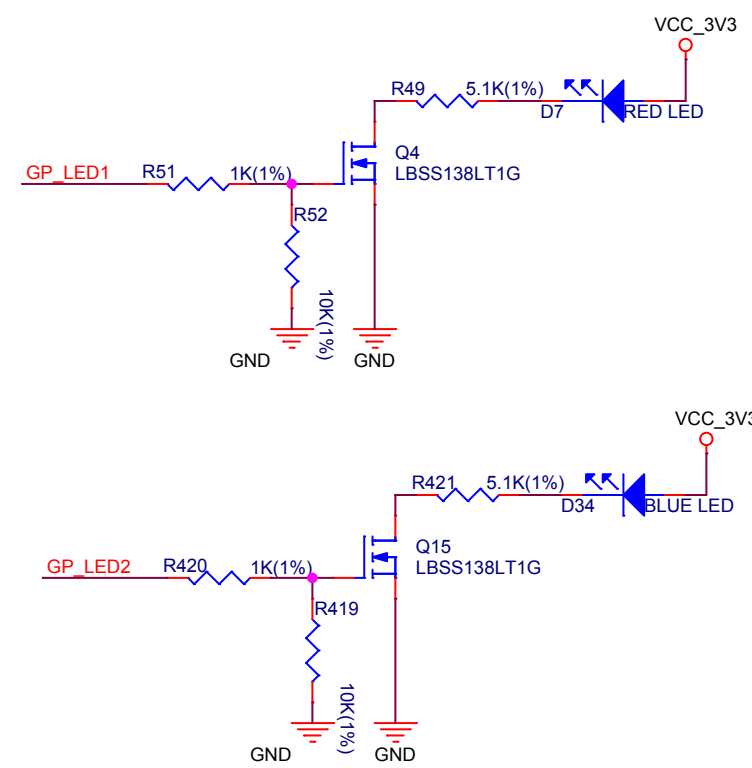 VCC_3V3
R49 5.1K(1%)
D7 RED LED
Q4
LBSS138LT1G
GP_LED1 R51 1K(1%)
R52
10K(1%)
GND GND
VCC_3V3
R421 5.1K(1%)
D34 BLUE LED
Q15
LBSS138LT1G
GP_LED2 R420 1K(1%)
R419
10K(1%)
GND GND